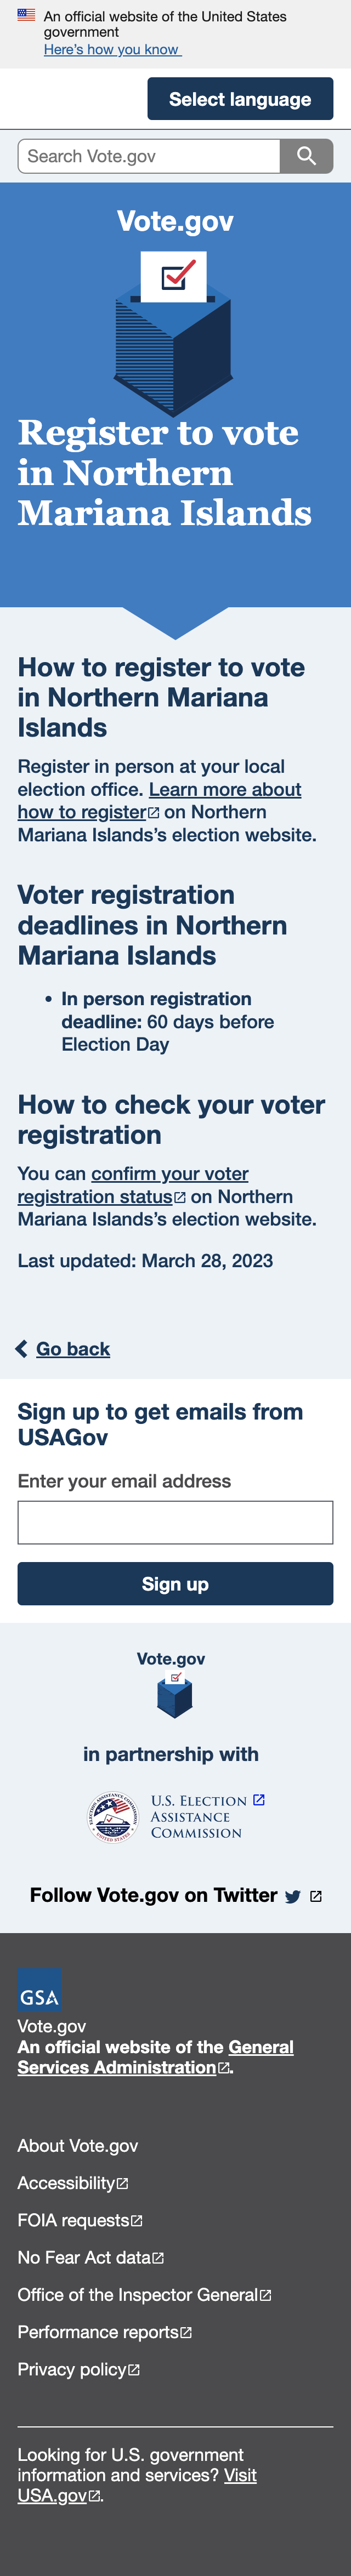 An official website of the United States
government
Here's how you know
Select language
Search Vote.gov
Vote.gov
Register to vote
in Northern
Mariana Islands
How to register to vote
in Northern Mariana
Islands
Register in person at your local
election office. Learn more about
how to register on Northern
Mariana Islands's election website.
Voter registration
deadlines in Northern
Mariana Islands
• In person registration
deadline: 60 days before
Election Day
How to check your voter
registration
You can confirm your voter
registration status on Northern
Mariana Islands's election website.
Last updated: March 28, 2023
Go back
Sign up to get emails from
USAGov
Enter your email address
Sign up
Vote.gov
in partnership with
U.S. Election
Assistance
Commission
Follow Vote.gov on Twitter
GSA
Vote.gov
An official website of the General
Services Administration.
About Vote.gov
Accessibility
FOIA requests
No Fear Act data
Office of the Inspector General
Performance reports
Privacy policy
Looking for U.S. government
information and services? Visit
USA.gov.